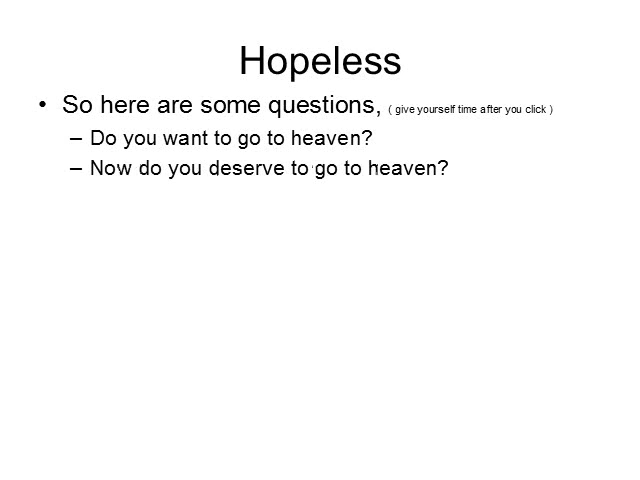 Hopeless
• So here are some questions, ( give yourself time after you click )
– Do you want to go to heaven?
– Now do you deserve to go to heaven?